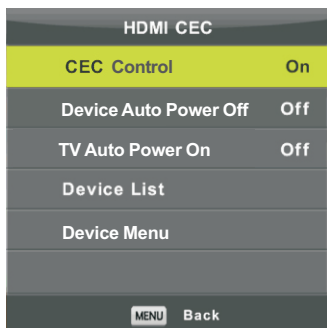 HDMI CEC
CEC Control On
Device Auto Power Off Off
TV Auto Power On Off
Device List
Device Menu
MENU Back